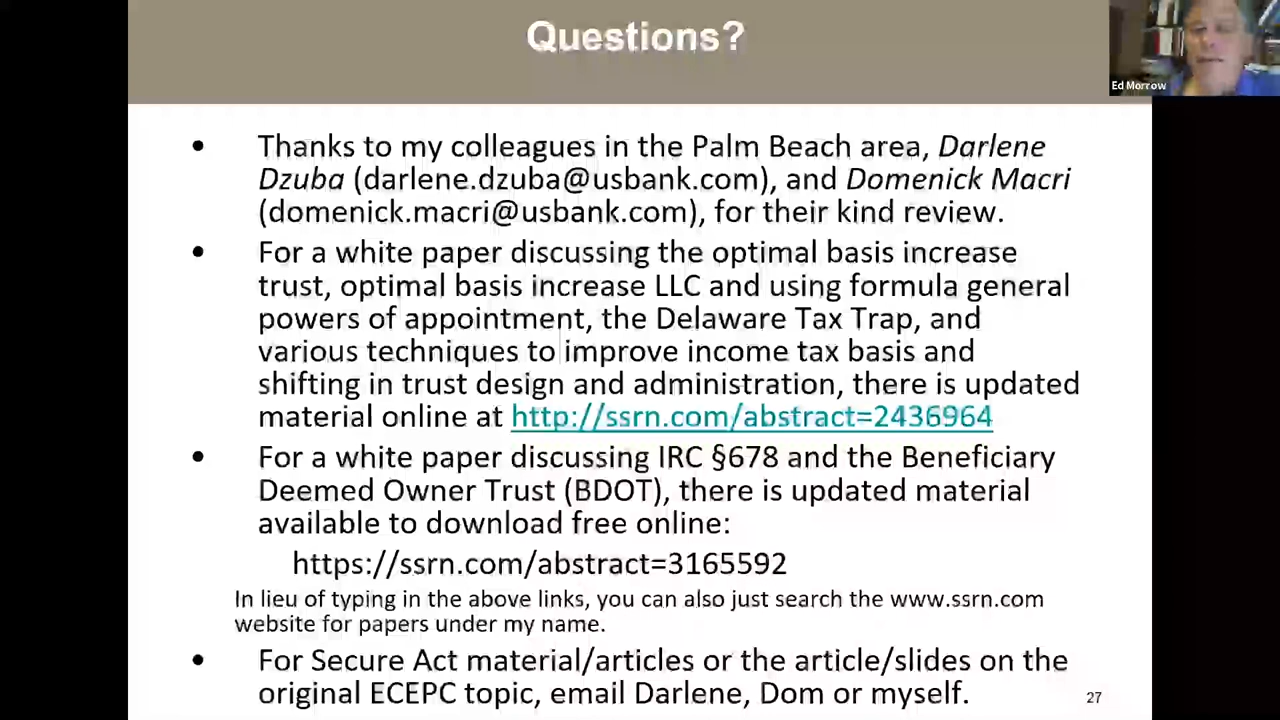 Questions?
Ed Morrow
• Thanks to my colleagues in the Palm Beach area, Darlene
Dzuba (darlene.dzuba@usbank.com), and Domenick Macri
(domenick.macri@usbank.com), for their kind review.
• For a white paper discussing the optimal basis increase
trust, optimal basis increase LLC and using formula general
powers of appointment, the Delaware Tax Trap, and
various techniques to improve income tax basis and
shifting in trust design and administration, there is updated
material online at http://ssrn.com/abstract=2436964
• For a white paper discussing IRC §678 and the Beneficiary
Deemed Owner Trust (BDOT), there is updated material
available to download free online:
https://ssrn.com/abstract=3165592
In lieu of typing in the above links, you can also just search the www.ssrn.com
website for papers under my name.
• For Secure Act material/articles or the article/slides on the
original ECEPC topic, email Darlene, Dom or myself.
27